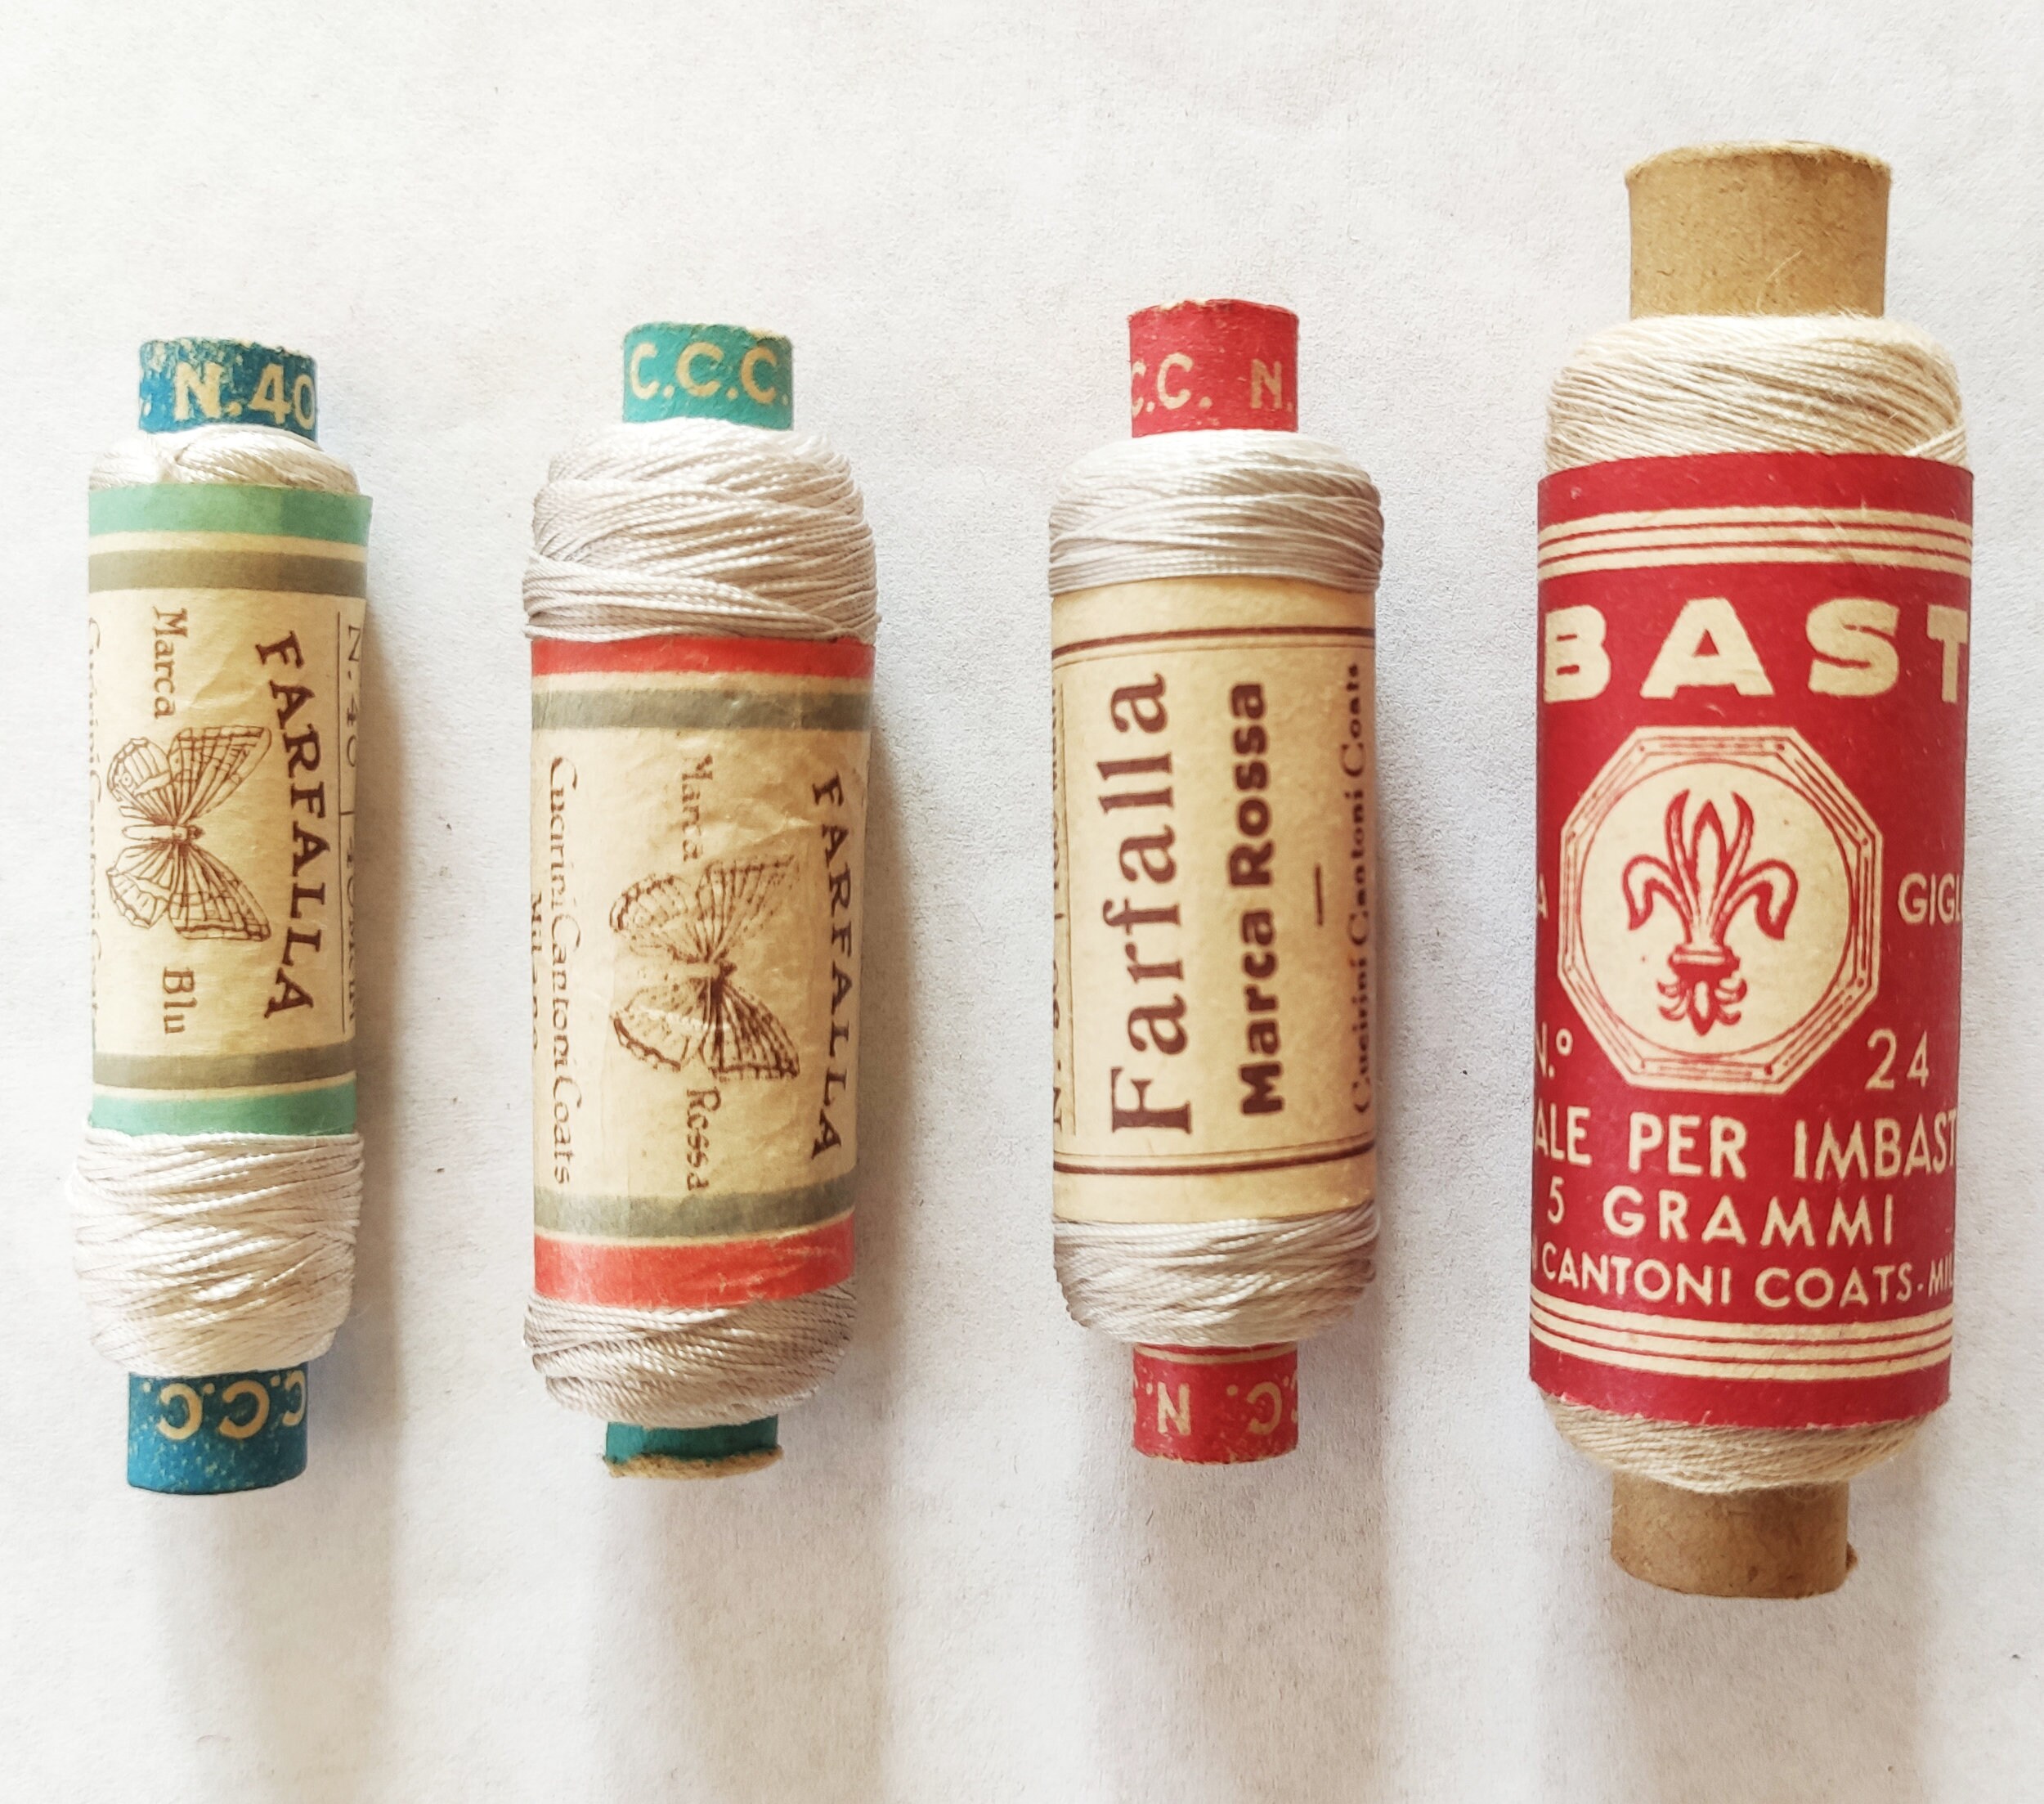 N.40
FARFALLA
Marca
Blu
C.C.C.
C.C.C.
FARFALLA
Marca
Rossa
Cucirini Cantoni Coats
Milano
C.C. N.
Farfalla
Marca Rossa
Cucirini Cantoni Coats
N.
C.
BAST
GIGL
N.º 24
ALE PER IMBAST
5 GRAMMI
CANTONI COATS-MIL